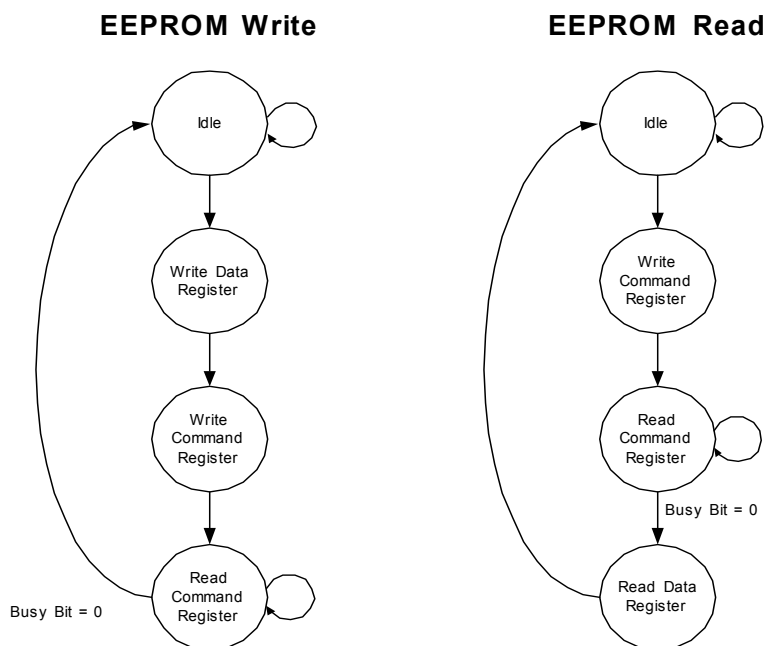 EEPROM Write
Idle
Write Data
Register
Write
Command
Register
Read
Command
Register
Busy Bit = 0
EEPROM Read
Idle
Write
Command
Register
Read
Command
Register
Busy Bit = 0
Read Data
Register